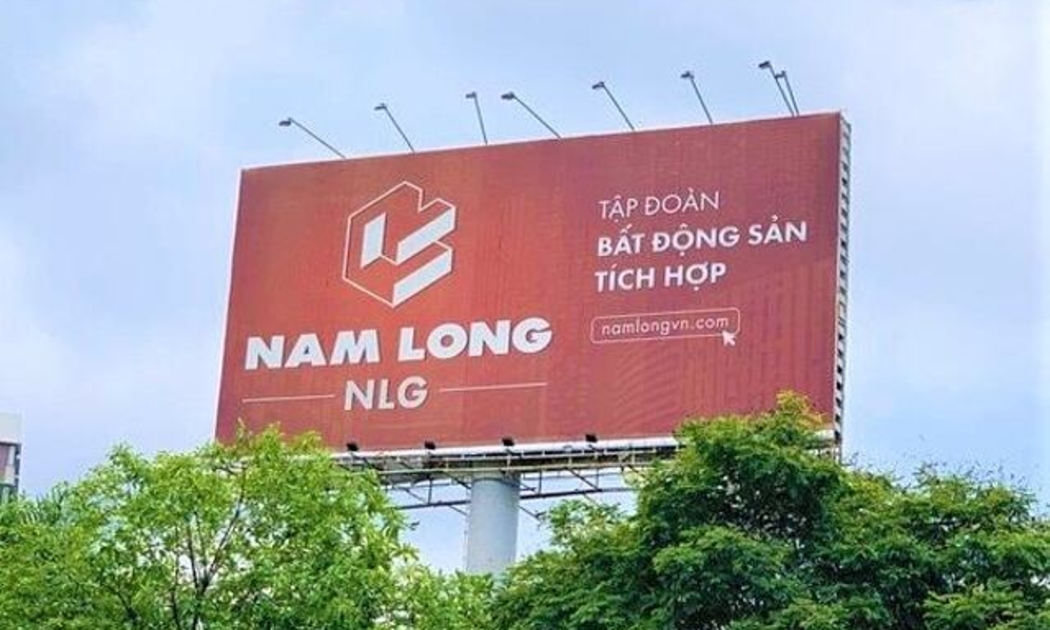 NAM LONG
NLG
TẬP ĐOÀN
BẤT ĐỘNG SẢN
TÍCH HỢP
namlongvn.com